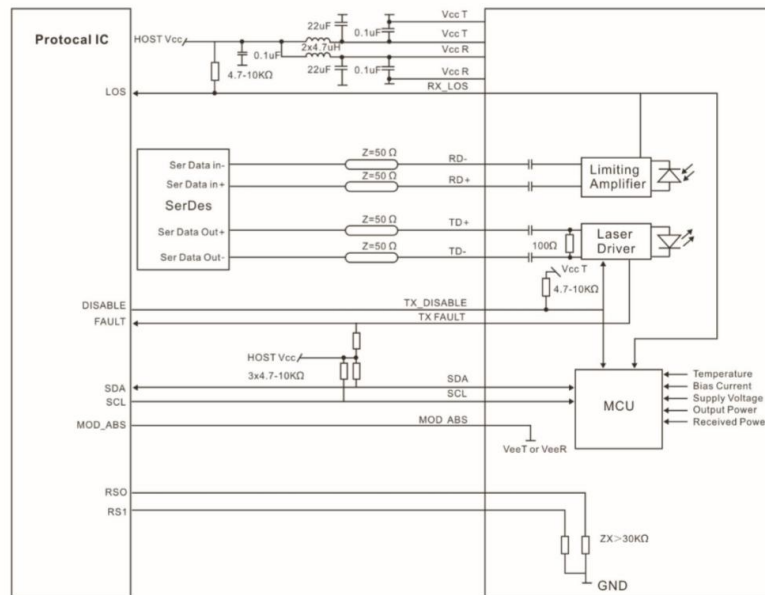 Protocal IC
HOST Vcc
0.1uF
4.7-10KΩ
22uF
0.1uF
2x4.7uH
22uF
0.1uF
Vcc T
Vcc T
Vcc R
Vcc R
LOS
RX_LOS
Ser Data in-
Z=50 Ω
RD-
Ser Data in+
Z=50 Ω
RD+
SerDes
Limiting
Amplifier
Ser Data Out+
Z=50 Ω
TD+
Ser Data Out-
Z=50 Ω
TD-
100Ω
Laser
Driver
Vcc T
4.7-10KΩ
DISABLE
TX_DISABLE
FAULT
TX FAULT
HOST Vcc
3x4.7-10KΩ
SDA
SDA
SCL
SCL
MCU
Temperature
Bias Current
Supply Voltage
Output Power
Received Power
MOD_ABS
MOD ABS
VeeT or VeeR
RSO
RS1
ZX＞30KΩ
GND